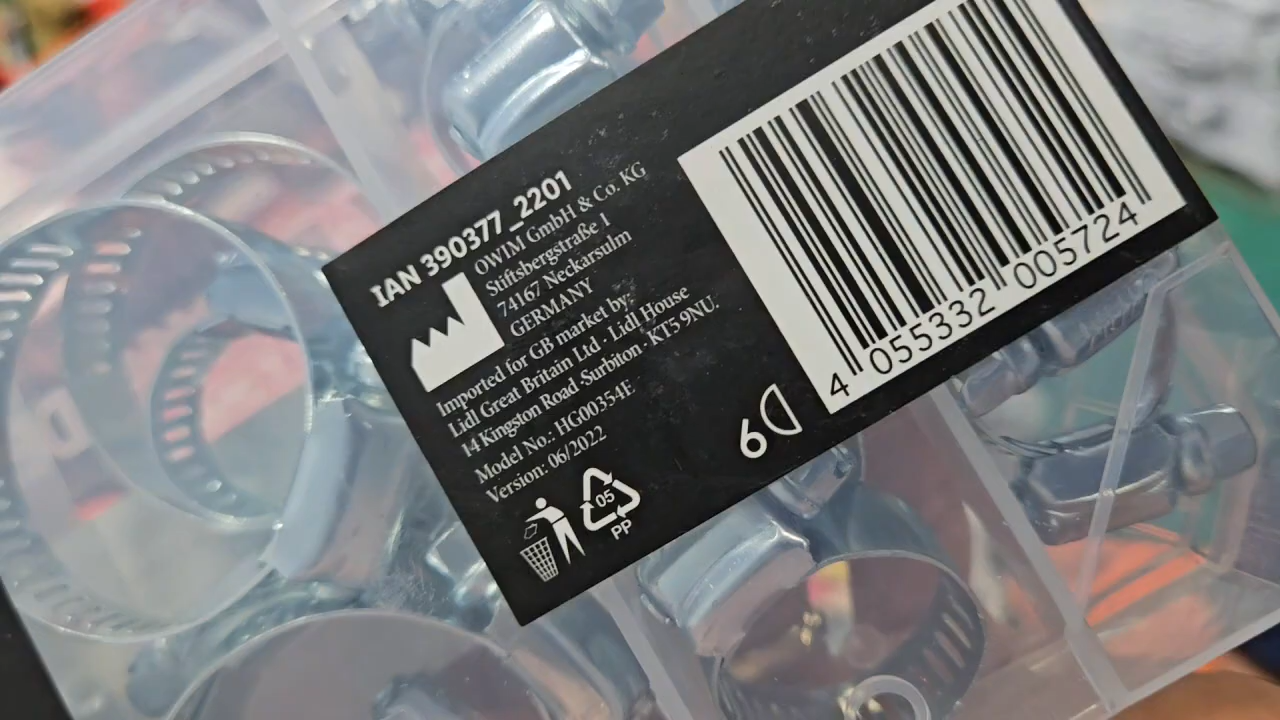 IAN 390377_2201
OWIM GmbH & Co. KG
Stiftsbergstraße 1
74167 Neckarsulm
GERMANY
Imported for GB market by:
Lidl Great Britain Ltd · Lidl House
14 Kingston Road ·Surbiton · KT5 9NU.
Model No.: HG00354E
Version: 06/2022
05
PP
6
4 055332 005724